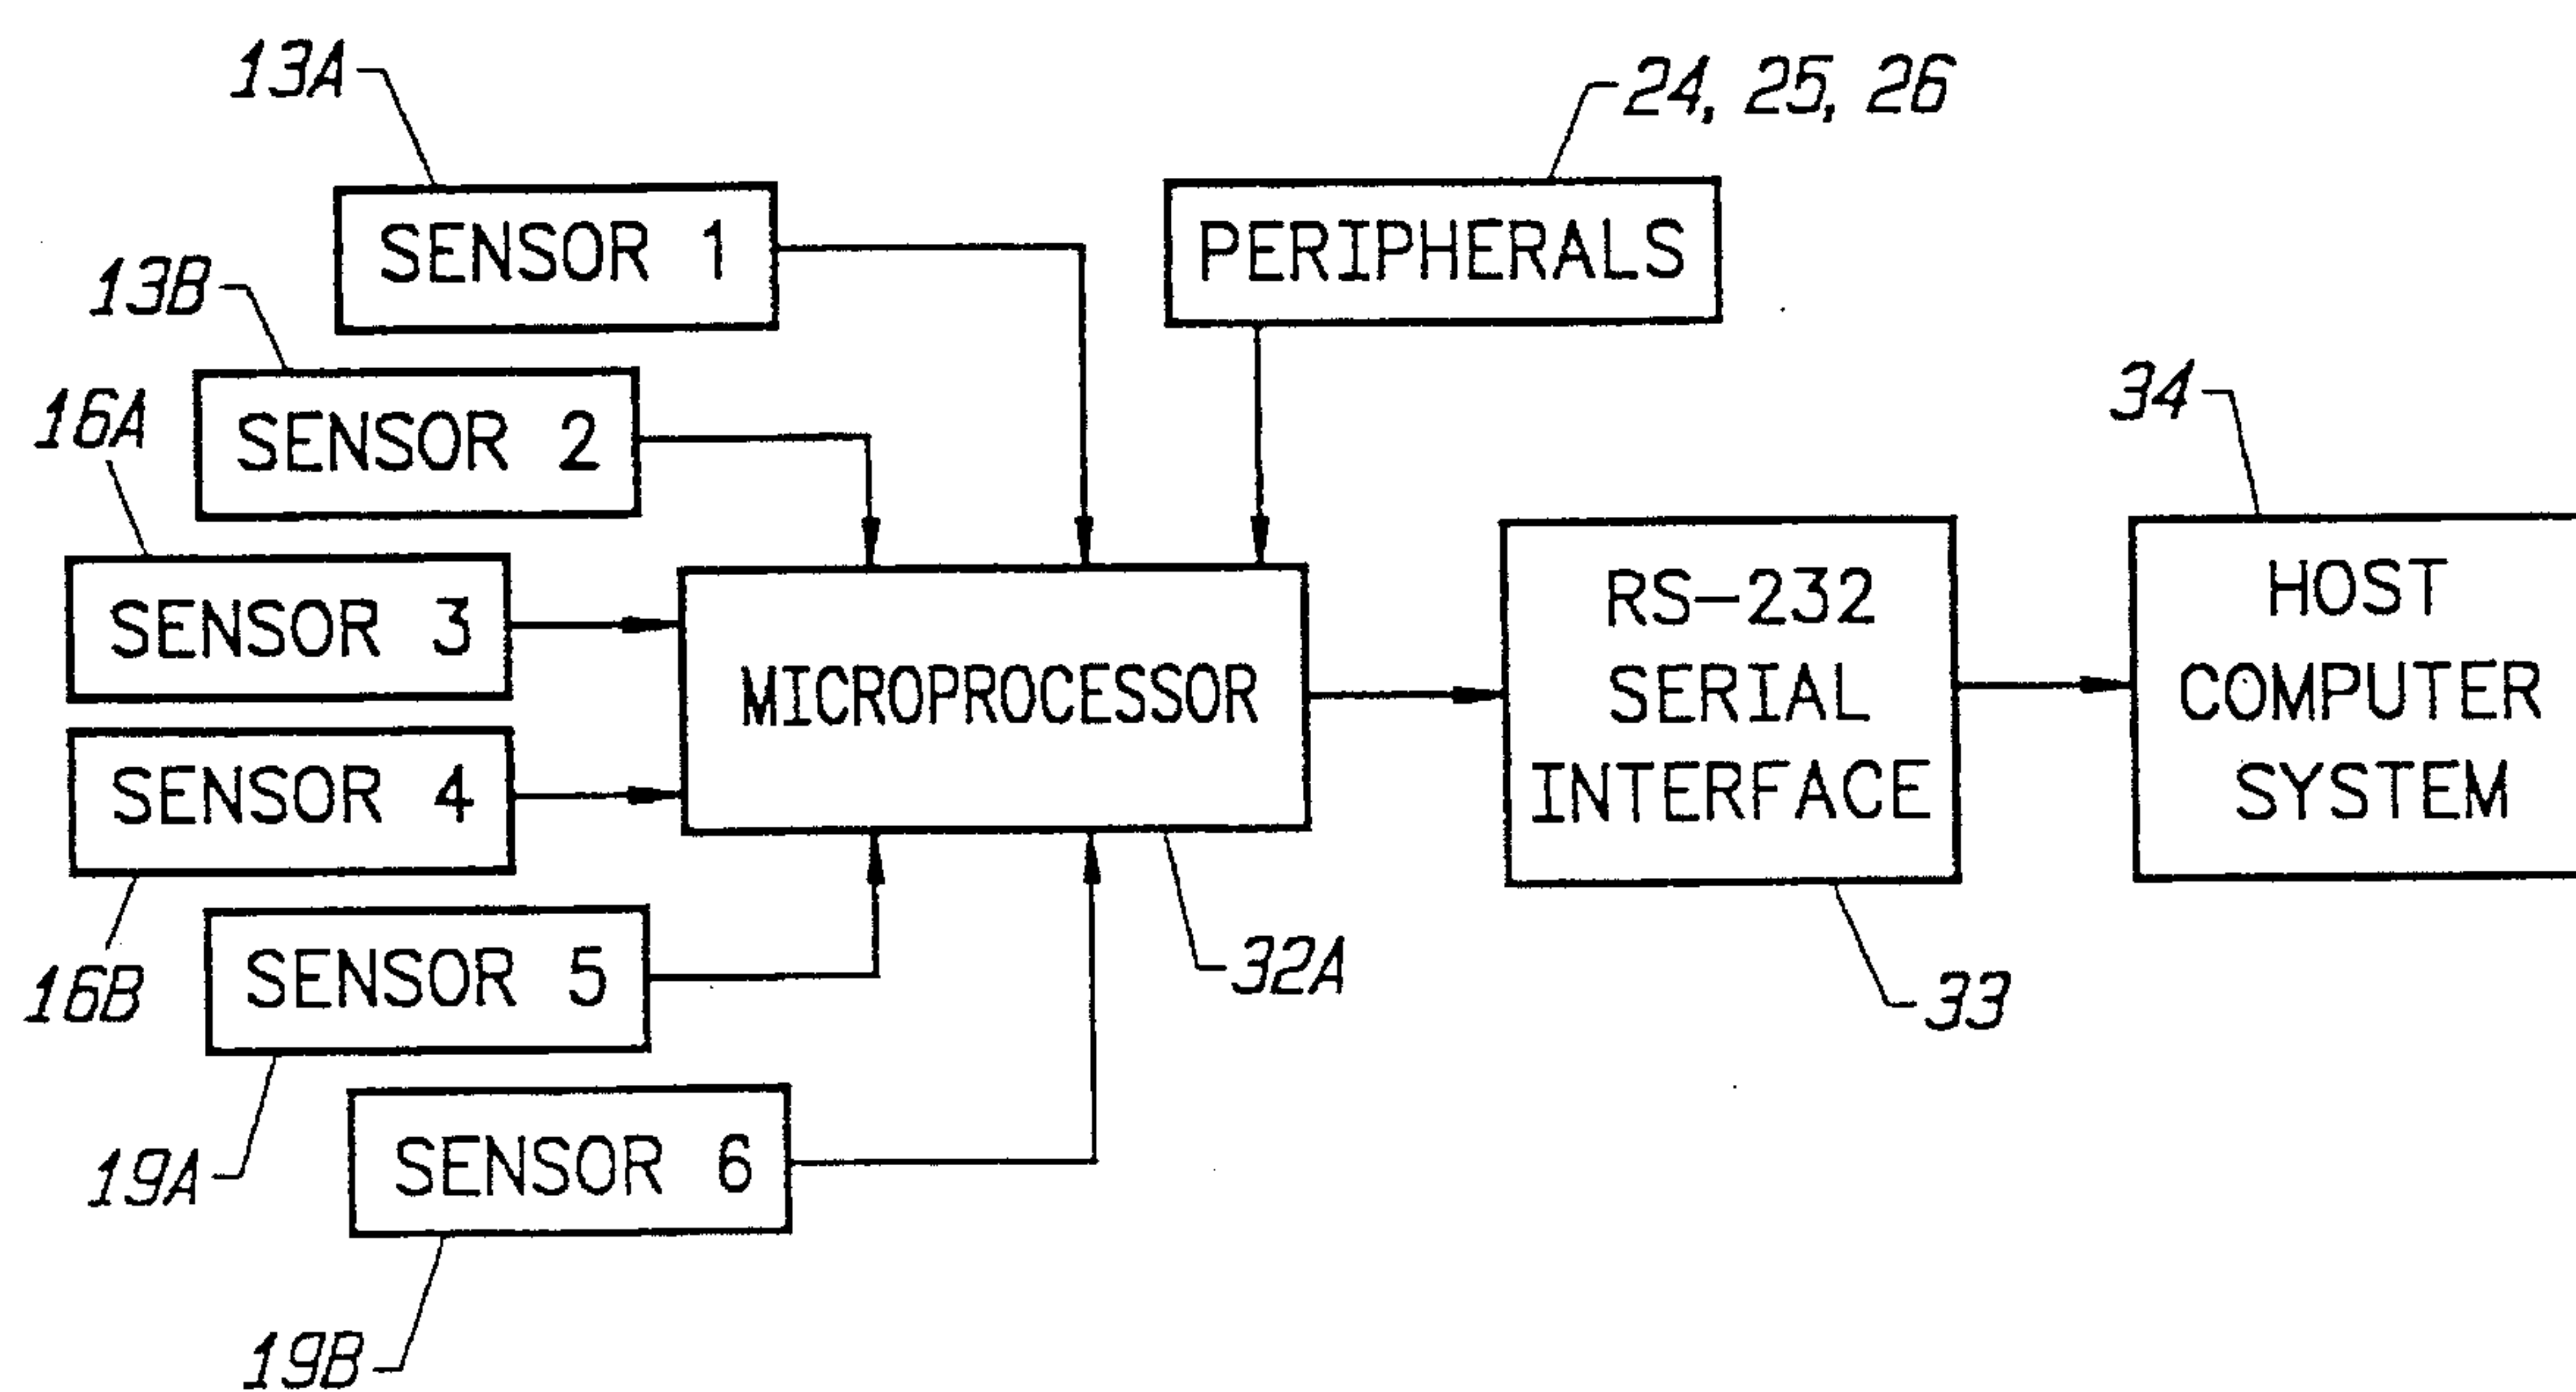 13A
24, 25, 26
SENSOR 1
PERIPHERALS
13B
SENSOR 2
34
16A
SENSOR 3
MICROPROCESSOR
RS-232
SERIAL
INTERFACE
HOST
COMPUTER
SYSTEM
SENSOR 4
16B
SENSOR 5
32A
33
19A
SENSOR 6
19B